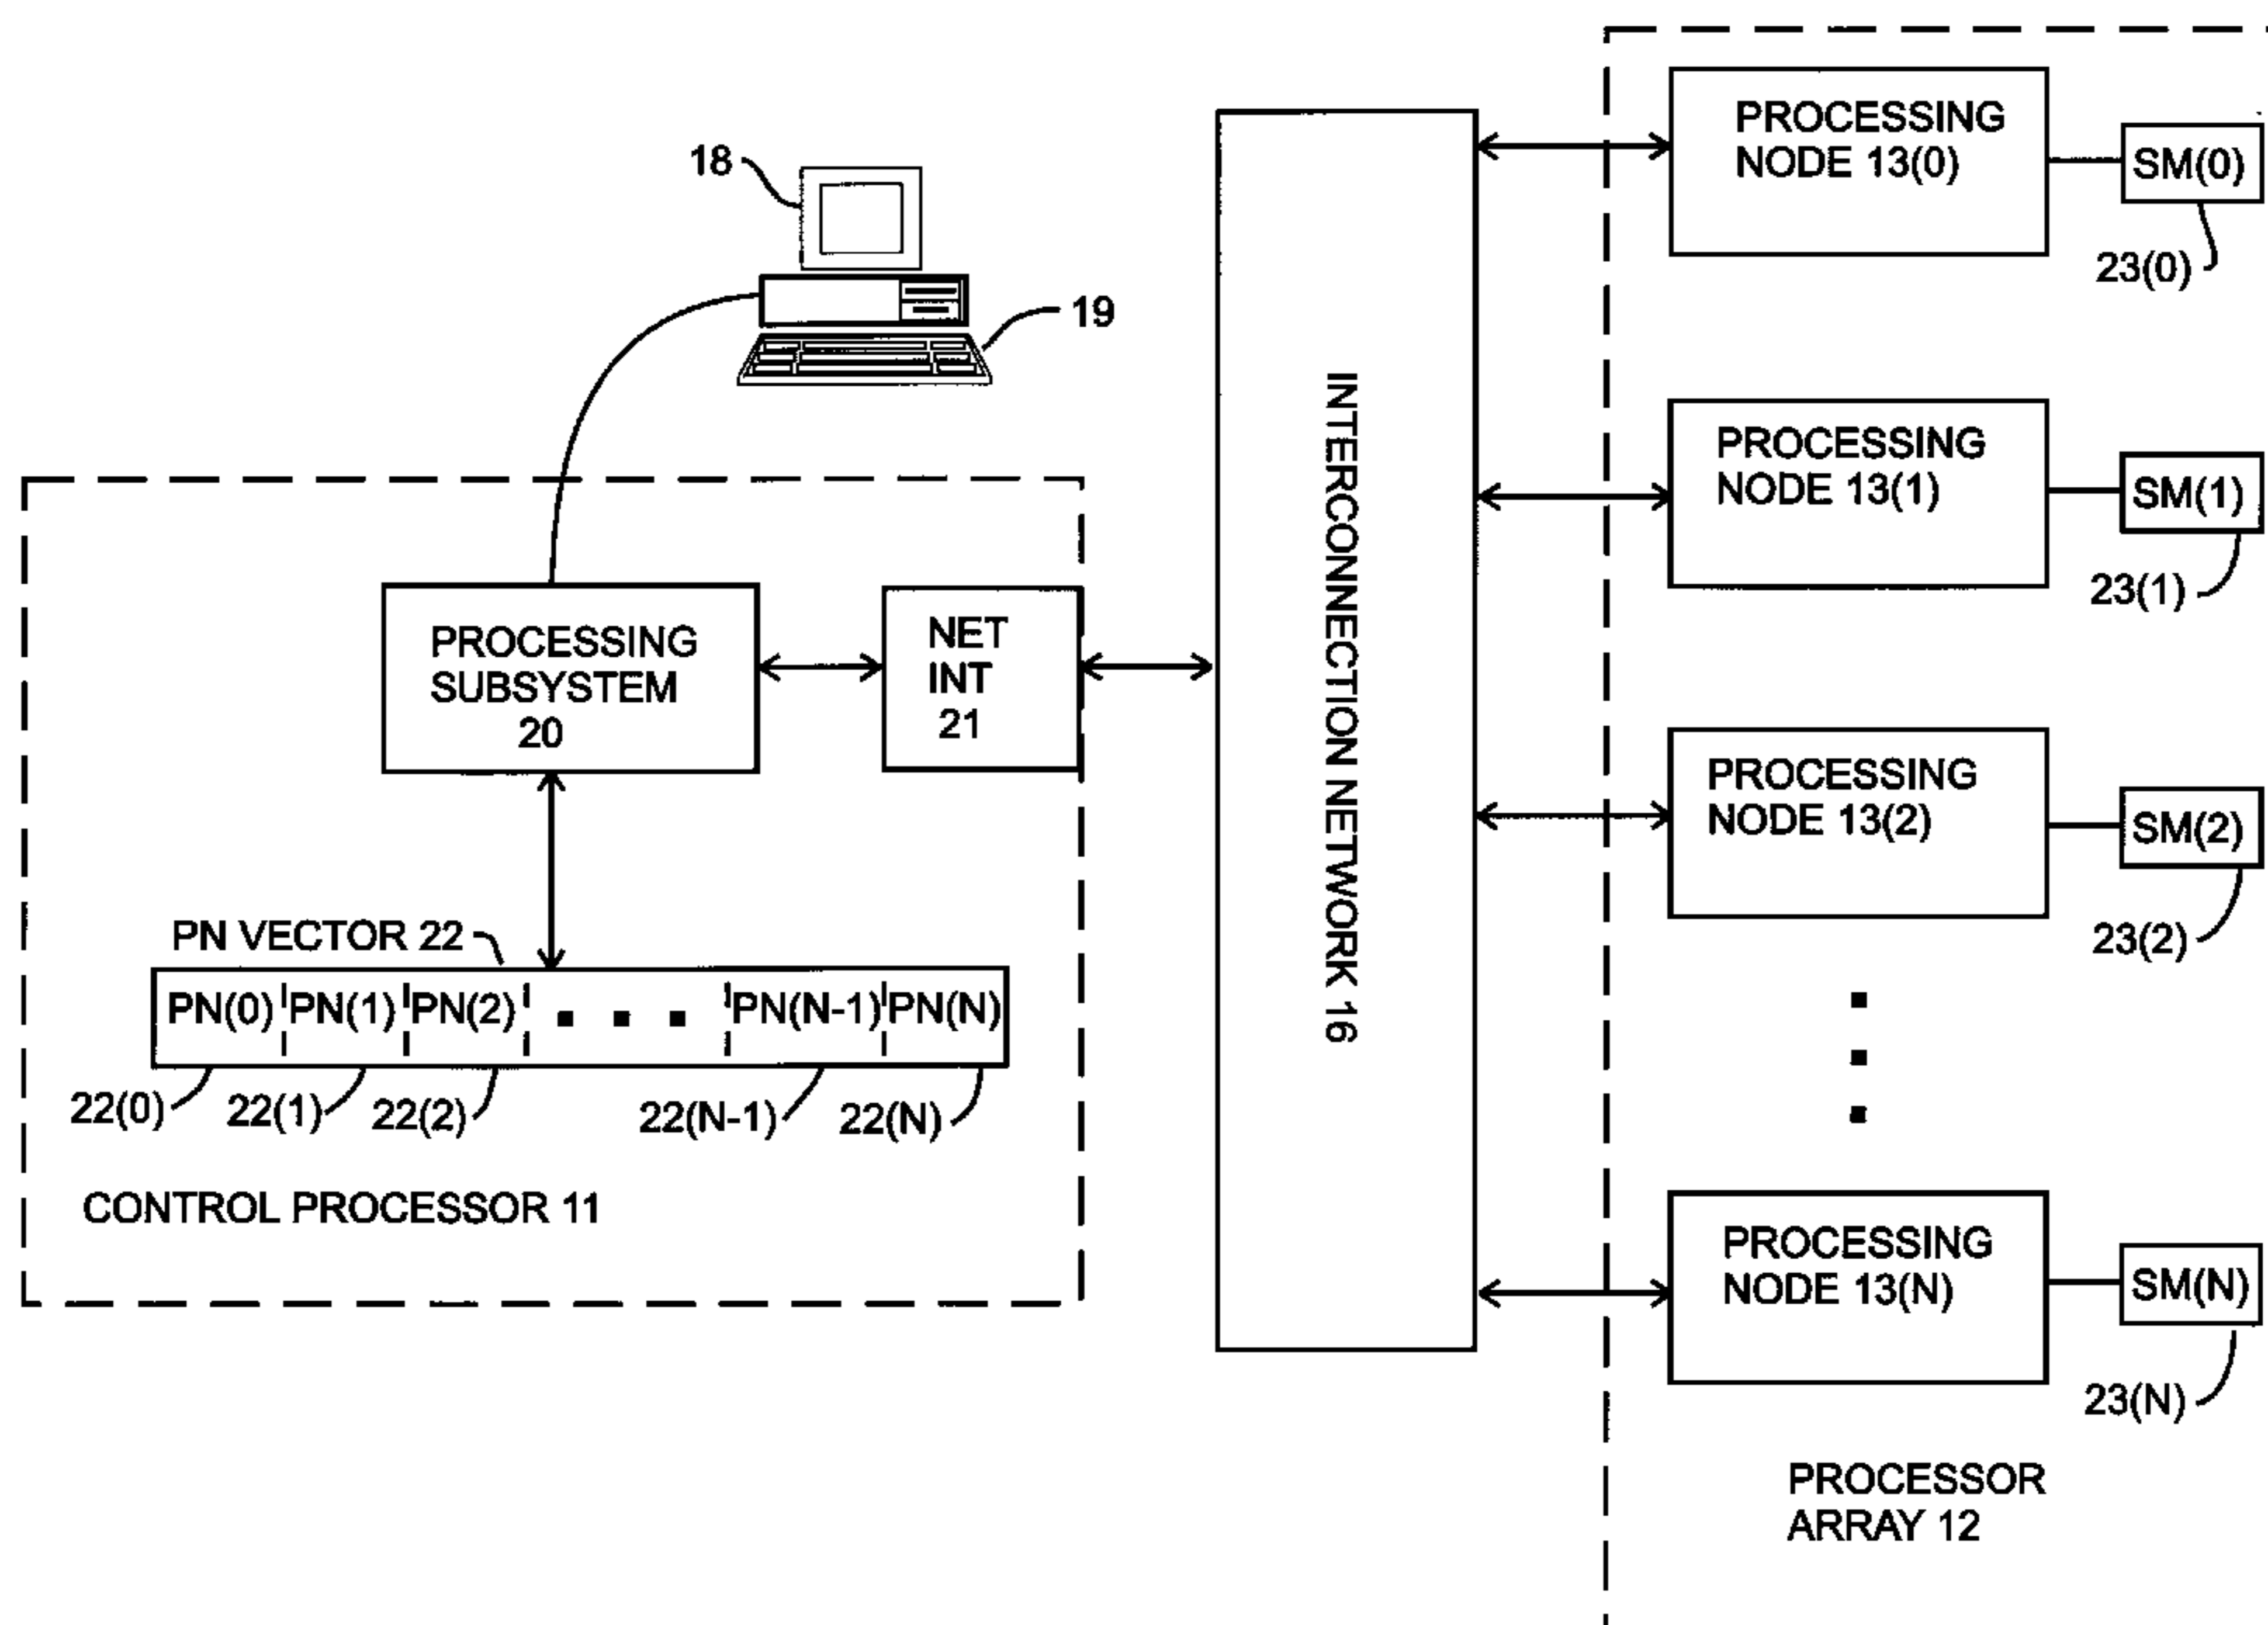 18
19
PROCESSING
SUBSYSTEM
20
NET
INT
21
PN VECTOR 22
PN(0) PN(1) PN(2) . . . PN(N-1) PN(N)
22(0) 22(1) 22(2) 22(N-1) 22(N)
CONTROL PROCESSOR 11
INTERCONNECTION NETWORK 16
PROCESSING
NODE 13(0)
SM(0)
23(0)
PROCESSING
NODE 13(1)
SM(1)
23(1)
PROCESSING
NODE 13(2)
SM(2)
23(2)
PROCESSING
NODE 13(N)
SM(N)
23(N)
PROCESSOR
ARRAY 12